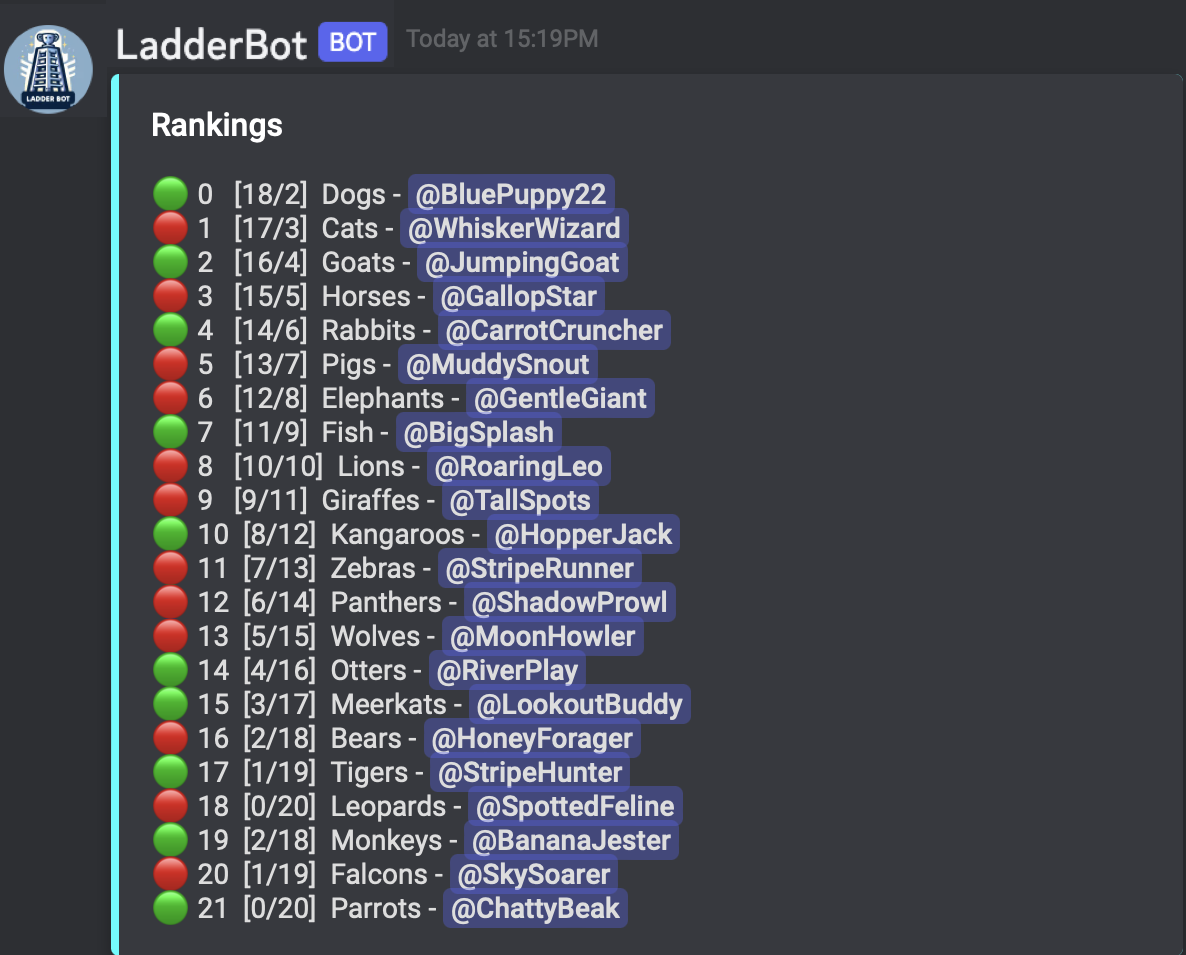 LadderBot BOT Today at 15:19PM
LADDER BOT
Rankings
0 [18/2] Dogs - @BluePuppy22
1 [17/3] Cats - @WhiskerWizard
2 [16/4] Goats - @JumpingGoat
3 [15/5] Horses - @GallopStar
4 [14/6] Rabbits - @CarrotCruncher
5 [13/7] Pigs - @MuddySnout
6 [12/8] Elephants - @GentleGiant
7 [11/9] Fish - @BigSplash
8 [10/10] Lions - @RoaringLeo
9 [9/11] Giraffes - @TallSpots
10 [8/12] Kangaroos - @HopperJack
11 [7/13] Zebras - @StripeRunner
12 [6/14] Panthers - @ShadowProwl
13 [5/15] Wolves - @MoonHowler
14 [4/16] Otters - @RiverPlay
15 [3/17] Meerkats - @LookoutBuddy
16 [2/18] Bears - @HoneyForager
17 [1/19] Tigers - @StripeHunter
18 [0/20] Leopards - @SpottedFeline
19 [2/18] Monkeys - @BananaJester
20 [1/19] Falcons - @SkySoarer
21 [0/20] Parrots - @ChattyBeak